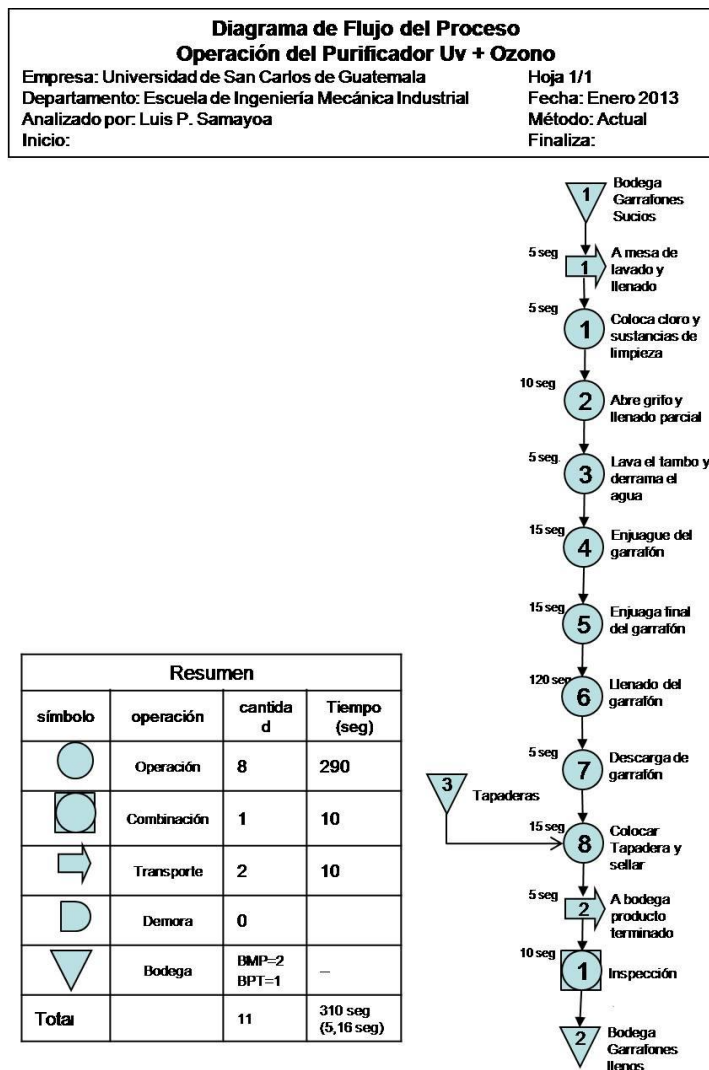 Diagrama de Flujo del Proceso
Operación del Purificador Uv + Ozono
Empresa: Universidad de San Carlos de Guatemala Hoja 1/1
Departamento: Escuela de Ingeniería Mecánica Industrial Fecha: Enero 2013
Analizado por: Luis P. Samayoa Método: Actual
Inicio: Finaliza:
1
Bodega
Garrafones
Sucios
5 seg
1
A mesa de
lavado y
llenado
5 seg
1
Coloca cloro y
sustancias de
limpieza
10 seg
2
Abre grifo y
llenado parcial
5 seg.
3
Lava el tambo y
derrama el
agua
15 seg
4
Enjuague del
garrafón
15 seg
5
Enjuaga final
del garrafón
120 seg
6
Llenado del
garrafón
5 seg
7
Descarga de
garrafón
3
Tapaderas
15 seg
8
Colocar
Tapadera y
sellar
5 seg
2
A bodega
producto
terminado
10 seg
1
Inspección
2
Bodega
Garrafones
llenos
Resumen
símbolo operación cantida Tiempo
d (seg)
Operación 8 290
Combinación 1 10
Transporte 2 10
Demora 0
Bodega BMP=2 –
BPT=1
Total 11 310 seg
(5,16 seg)